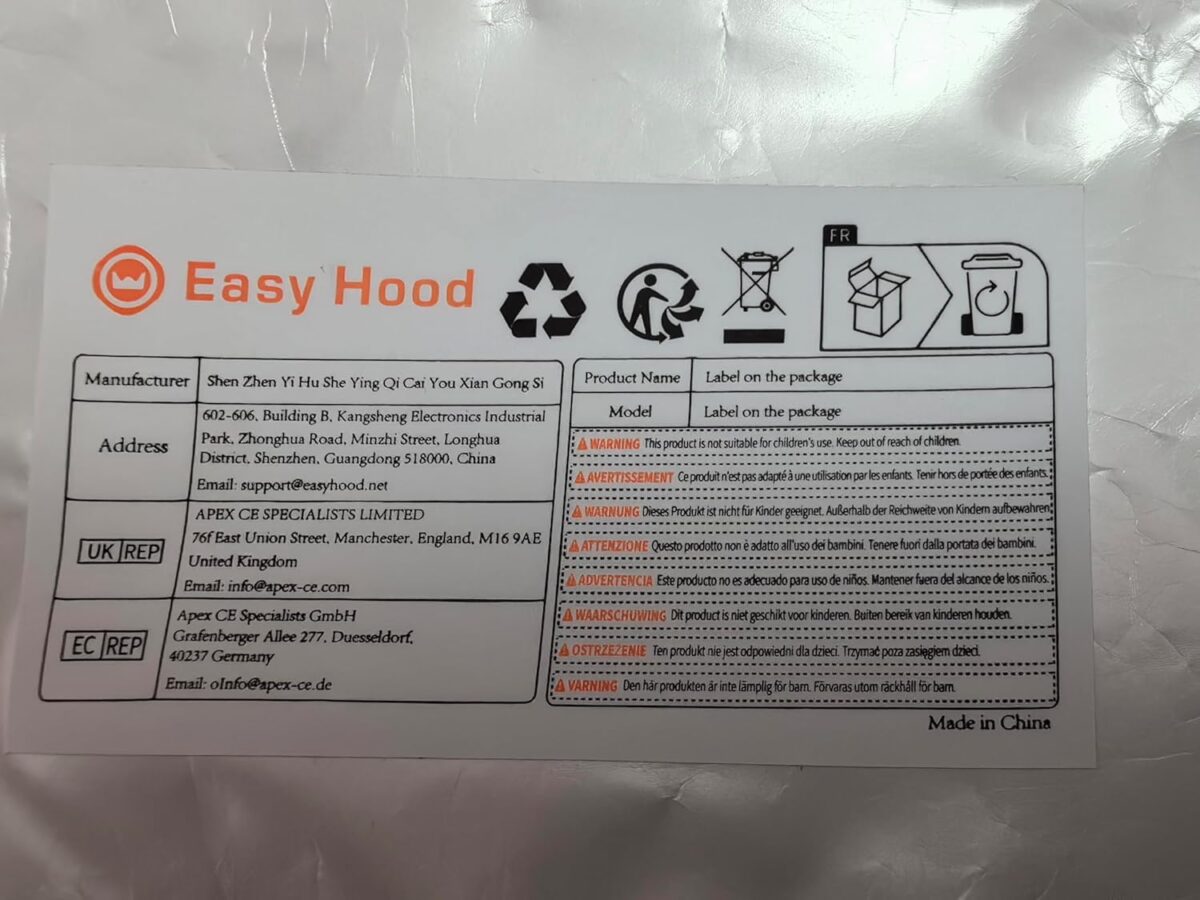 Easy Hood
FR
Manufacturer
Shen Zhen Yi Hu She Ying Qi Cai You Xian Gong Si
Address
602-606, Building B, Kangsheng Electronics Industrial
Park, Zhonghua Road, Minzhi Street, Longhua
District, Shenzhen, Guangdong 518000, China
Email: support@easyhood.net
UK REP
APEX CE SPECIALISTS LIMITED
76f East Union Street, Manchester, England, M16 9AE
United Kingdom
Email: info@apex-ce.com
EC REP
Apex CE Specialists GmbH
Grafenberger Allee 277, Duesseldorf,
40237 Germany
Email: oInfo@apex-ce.de
Product Name
Label on the package
Model
Label on the package
WARNING This product is not suitable for children's use. Keep out of reach of children.
AVERTISSEMENT Ce produit n'est pas adapté à une utilisation par les enfants. Tenir hors de portée des enfants.
WARNUNG Dieses Produkt ist nicht für Kinder geeignet. Außerhalb der Reichweite von Kindern aufbewahren
ATTENZIONE Questo prodotto non è adatto all'uso dei bambini. Tenere fuori dalla portata dei bambini.
ADVERTENCIA Este producto no es adecuado para uso de niños. Mantener fuera del alcance de los niños.
WAARSCHUWING Dit product is niet geschikt voor kinderen. Buiten bereik van kinderen houden.
OSTRZEŻENIE Ten produkt nie jest odpowiedni dla dzieci. Trzymać poza zasięgiem dzieci.
VARNING Den här produkten är inte lämplig för barn. Förvaras utom räckhåll för barn.
Made in China